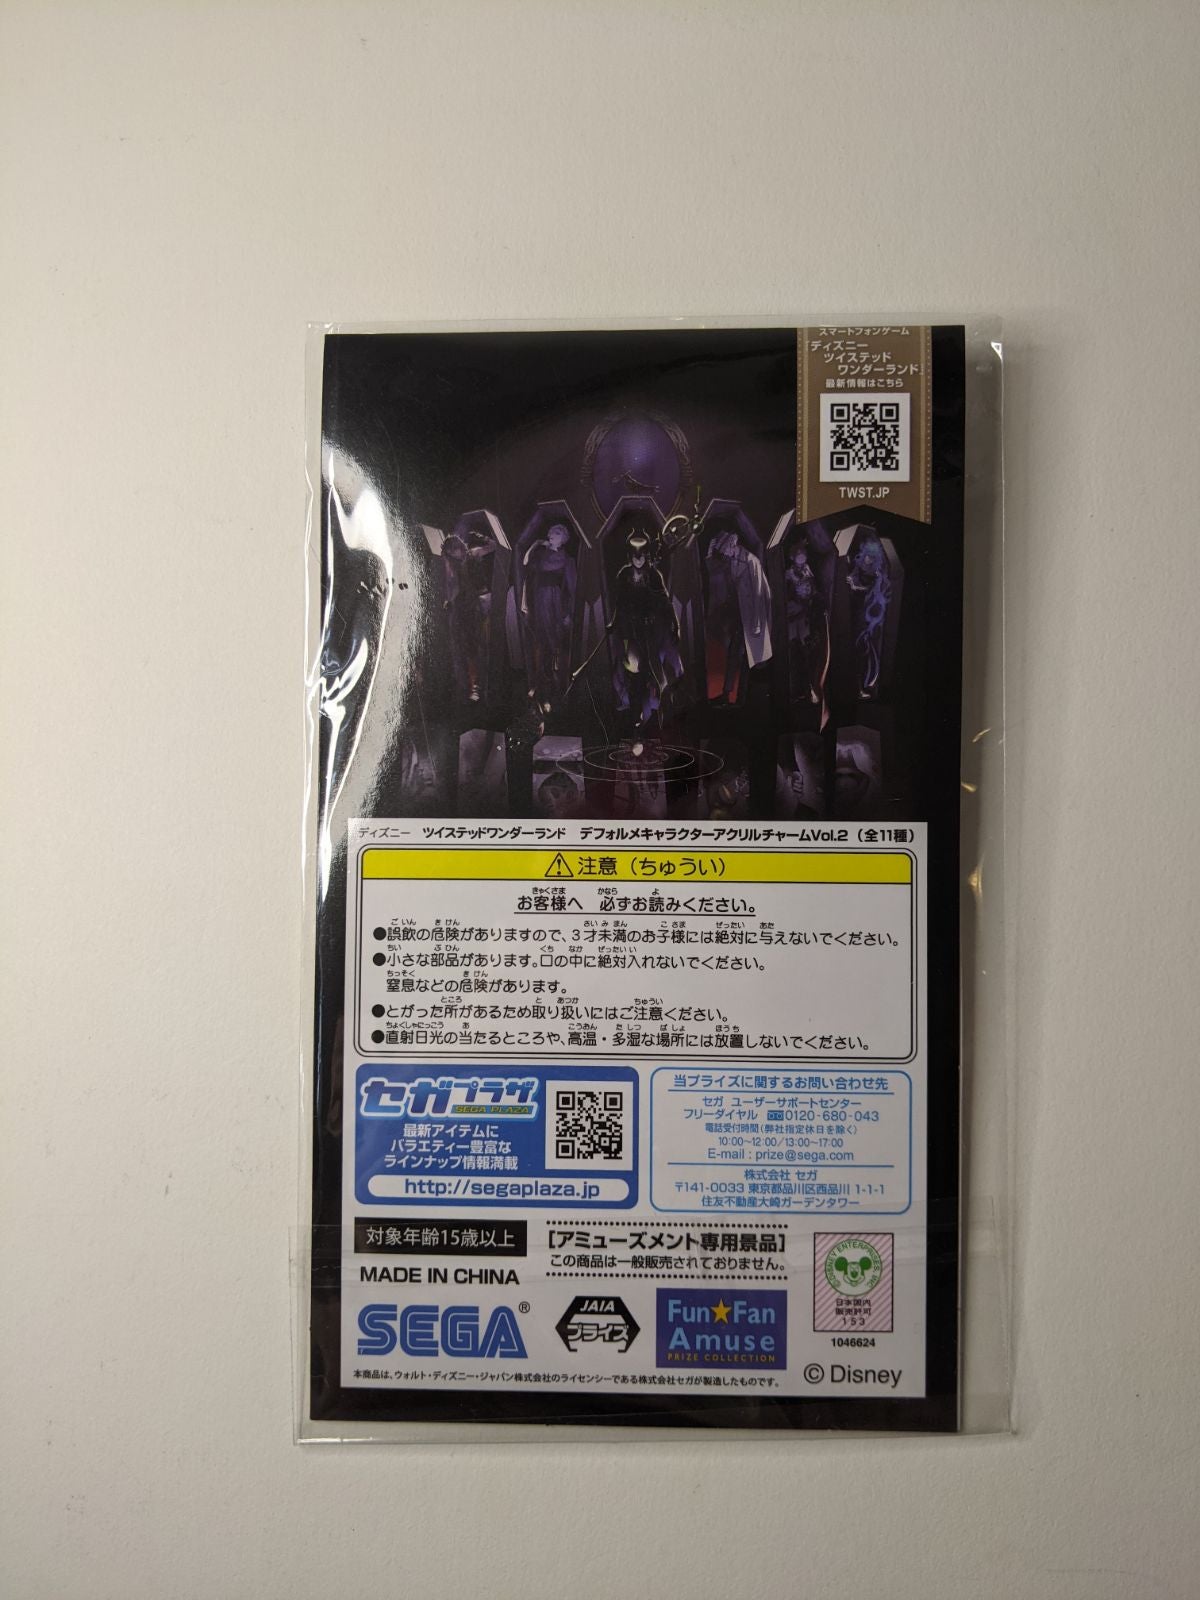 スマートフォンゲーム
「ディズニー
ツイステッド
ワンダーランド」
最新情報はこちら
TWST.JP
ディズニー ツイステッドワンダーランド デフォルメキャラクターアクリルチャームVol.2（全11種）
注意（ちゅうい）
お客様へ 必ずお読みください。
●誤飲の危険がありますので、3才未満のお子様には絶対に与えないでください。
●小さな部品があります。口の中に絶対入れないでください。
窒息などの危険があります。
●とがった所があるため取り扱いにはご注意ください。
●直射日光の当たるところや、高温・多湿な場所には放置しないでください。
セガプラザ
SEGA PLAZA
最新アイテムに
バラエティー豊富な
ラインナップ情報満載
http://segaplaza.jp
当プライズに関するお問い合わせ先
セガ ユーザーサポートセンター
フリーダイヤル 0120-680-043
電話受付時間（弊社指定休日を除く）
10:00~12:00/13:00~17:00
E-mail : prize@sega.com
株式会社 セガ
〒141-0033 東京都品川区西品川 1-1-1
住友不動産大崎ガーデンタワー
対象年齢15歳以上
MADE IN CHINA
[アミューズメント専用景品]
この商品は一般販売されておりません。
SEGA®
JAIA
プライズ
Fun★Fan
Amuse
PRIZE COLLECTION
©DISNEY ENTERPRISES, INC.
日本国内
販売許可
153
1046624
© Disney
本商品は、ウォルト・ディズニー・ジャパン株式会社のライセンシーである株式会社セガが製造したものです。